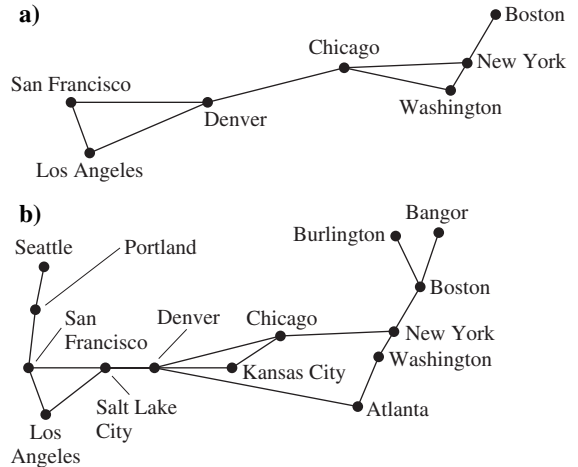 a)
Boston
Chicago
New York
San Francisco
Washington
Denver
Los Angeles
b)
Bangor
Burlington
Seattle
Portland
Boston
San
Francisco
Denver
Chicago
New York
Washington
Kansas City
Salt Lake
City
Atlanta
Los
Angeles